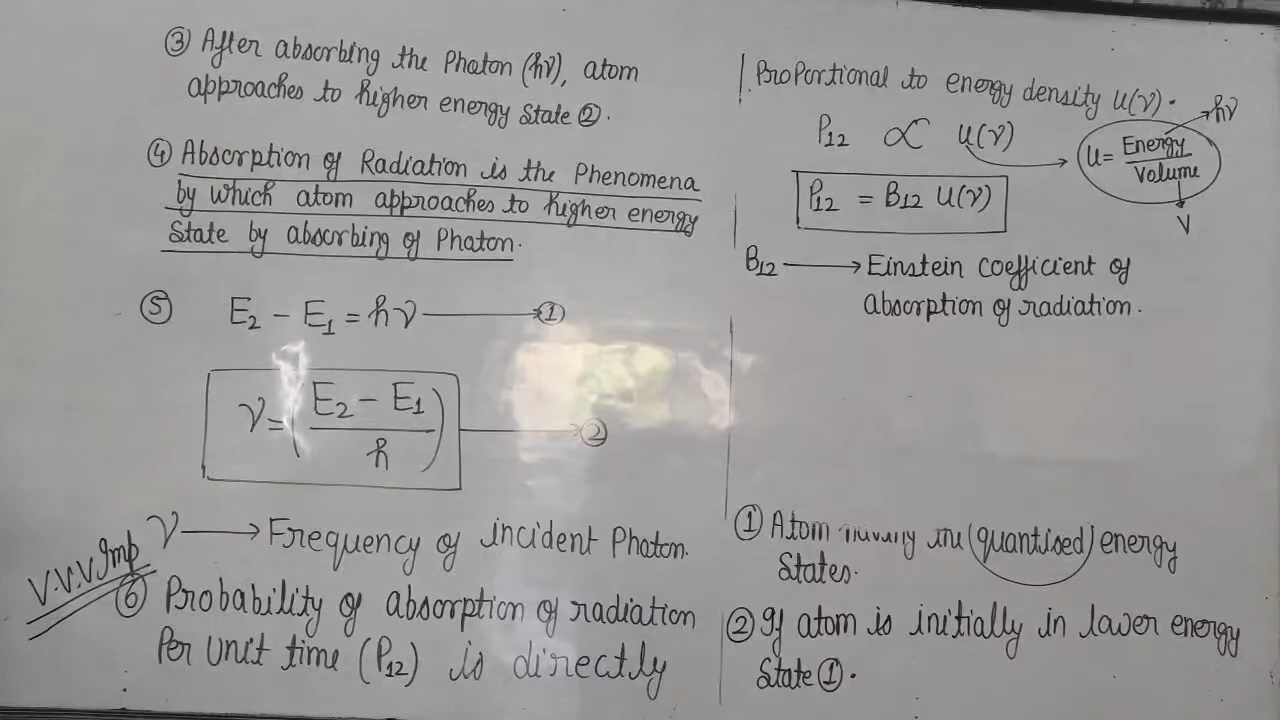 ③ After absorbing the Photon (hν), atom
approaches to higher energy State ②.
④ Absorption of Radiation is the Phenomena
by which atom approaches to higher energy
State by absorbing of Photon.
⑤ E₂ - E₁ = hν ⟶ ①
ν = ( (E₂ - E₁) / h ) ⟶ ②
ν ⟶ Frequency of incident Photon.
V.V.V Imp
⑥ Probability of absorption of radiation
Per unit time (P₁₂) is directly
Proportional to energy density u(ν).
P₁₂ ∝ u(ν)
u = Energy / Volume
hν
V
P₁₂ = B₁₂ u(ν)
B₁₂ ⟶ Einstein coefficient of
absorption of radiation.
① Atom (quantised) energy
States.
② If atom is initially in lower energy
State ①.